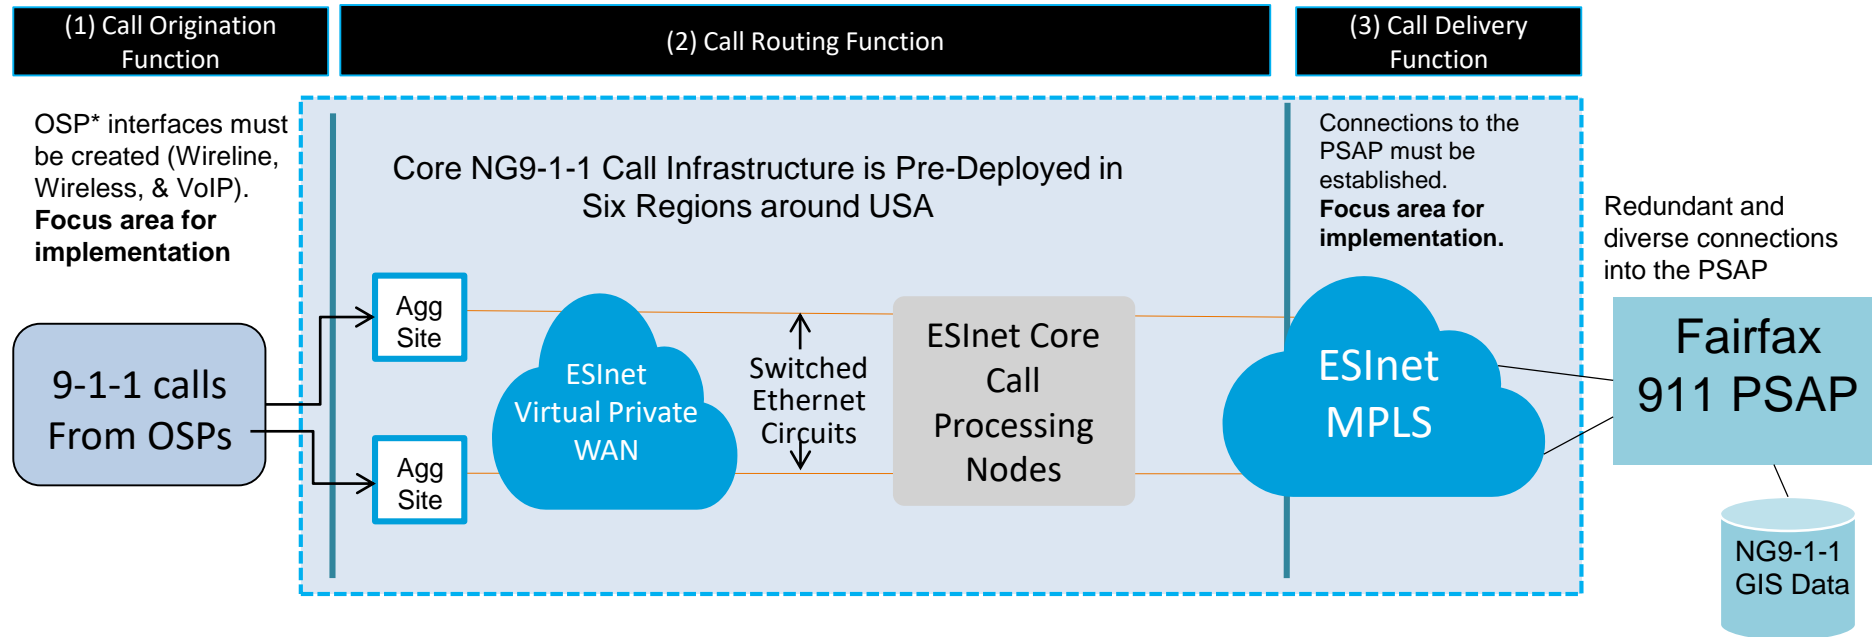 (1) Call Origination
Function
(2) Call Routing Function
(3) Call Delivery
Function
OSP* interfaces must
be created (Wireline,
Wireless, & VoIP).
Focus area for
implementation
Core NG9-1-1 Call Infrastructure is Pre-Deployed in
Six Regions around USA
Connections to the
PSAP must be
established.
Focus area for
implementation.
Redundant and
diverse connections
into the PSAP
9-1-1 calls
From OSPs
Agg
Site
Agg
Site
ESInet
Virtual Private
WAN
Switched
Ethernet
Circuits
ESInet Core
Call
Processing
Nodes
ESInet
MPLS
Fairfax
911 PSAP
NG9-1-1
GIS Data